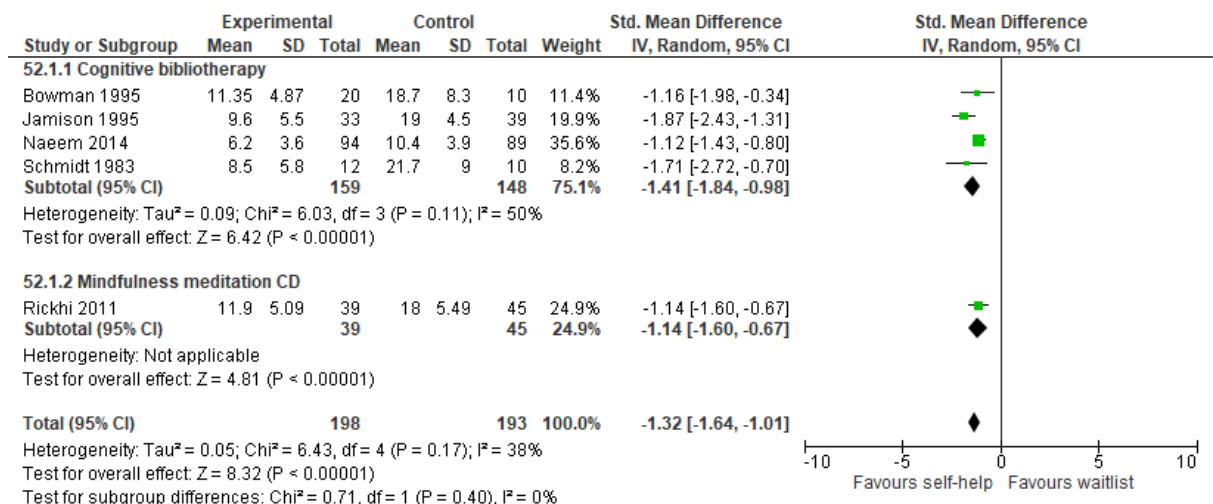 Experimental Control Std. Mean Difference Std. Mean Difference
Study or Subgroup Mean SD Total Mean SD Total Weight IV, Random, 95% CI IV, Random, 95% CI
52.1.1 Cognitive bibliotherapy
Bowman 1995 11.35 4.87 20 18.7 8.3 10 11.4% -1.16 [-1.98, -0.34]
Jamison 1995 9.6 5.5 33 19 4.5 39 19.9% -1.87 [-2.43, -1.31]
Naeem 2014 6.2 3.6 94 10.4 3.9 89 35.6% -1.12 [-1.43, -0.80]
Schmidt 1983 8.5 5.8 12 21.7 9 10 8.2% -1.71 [-2.72, -0.70]
Subtotal (95% CI) 159 148 75.1% -1.41 [-1.84, -0.98]
Heterogeneity: Tau² = 0.09; Chi² = 6.03, df = 3 (P = 0.11); I² = 50%
Test for overall effect: Z = 6.42 (P < 0.00001)
52.1.2 Mindfulness meditation CD
Rickhi 2011 11.9 5.09 39 18 5.49 45 24.9% -1.14 [-1.60, -0.67]
Subtotal (95% CI) 39 45 24.9% -1.14 [-1.60, -0.67]
Heterogeneity: Not applicable
Test for overall effect: Z = 4.81 (P < 0.00001)
Total (95% CI) 198 193 100.0% -1.32 [-1.64, -1.01]
Heterogeneity: Tau² = 0.05; Chi² = 6.43, df = 4 (P = 0.17); I² = 38%
Test for overall effect: Z = 8.32 (P < 0.00001)
Test for subgroup differences: Chi² = 0.71, df = 1 (P = 0.40), I² = 0%
-10 -5 0 5 10
Favours self-help Favours waitlist